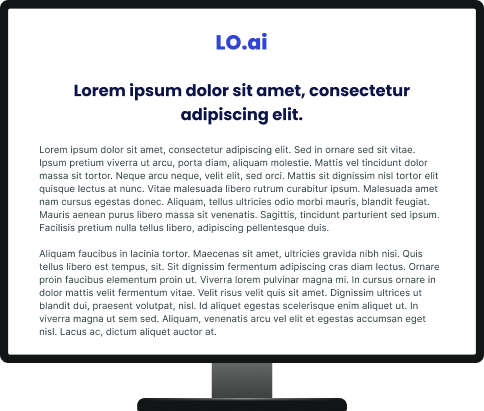 LO.ai
Lorem ipsum dolor sit amet, consectetur
adipiscing elit.
Lorem ipsum dolor sit amet, consectetur adipiscing elit. Sed in ornare sed sit vitae.
Ipsum pretium viverra ut arcu, porta diam, aliquam molestie. Mattis vel tincidunt dolor
massa sit tortor. Neque arcu neque, velit elit, sed orci. Mattis sit dignissim nisl tortor elit
quisque lectus at nunc. Vitae malesuada libero rutrum curabitur ipsum. Malesuada amet
nam cursus egestas donec. Aliquam, tellus ultricies odio morbi mauris, blandit feugiat.
Mauris aenean purus libero massa sit venenatis. Sagittis, tincidunt parturient sed ipsum.
Facilisis pretium nulla tellus libero, adipiscing pellentesque duis.
Aliquam faucibus in lacinia tortor. Maecenas sit amet, ultricies gravida nibh nisi. Quis
tellus libero est tempus, sit. Sit dignissim fermentum adipiscing cras diam lectus. Ornare
proin faucibus elementum proin ut. Viverra lorem pulvinar magna mi. In cursus ornare in
dolor mattis velit fermentum vitae. Velit risus velit quis sit amet. Dignissim ultrices ut
blandit dui, praesent volutpat, nisl. Id aliquet egestas scelerisque enim aliquet ut. In
viverra magna ut sem sed. Aliquam, venenatis arcu vel elit et egestas accumsan eget
nisl. Lacus ac, dictum aliquet auctor at.